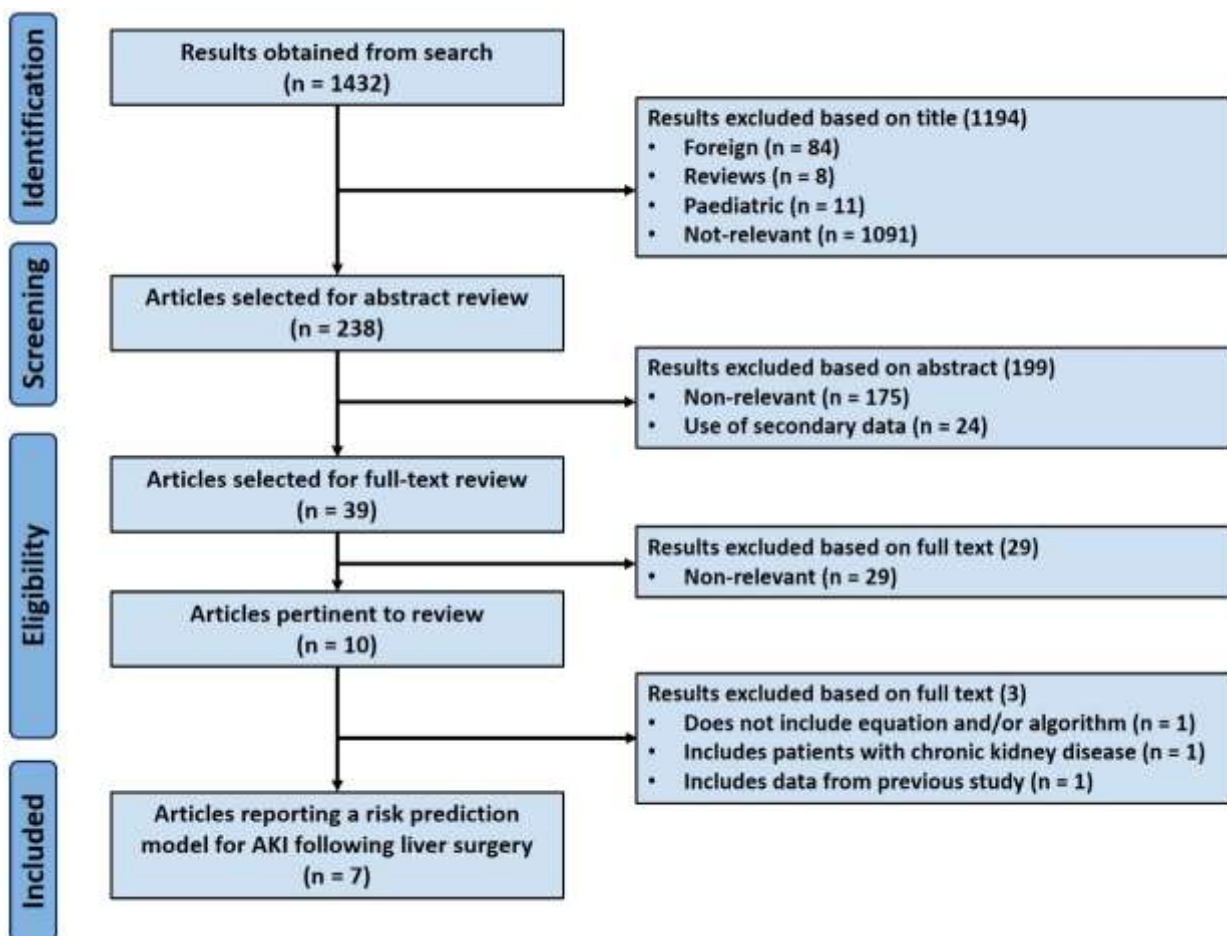 Identification
Results obtained from search
(n = 1432)
Results excluded based on title (1194)
• Foreign (n = 84)
• Reviews (n = 8)
• Paediatric (n = 11)
• Not-relevant (n = 1091)
Screening
Articles selected for abstract review
(n = 238)
Results excluded based on abstract (199)
• Non-relevant (n = 175)
• Use of secondary data (n = 24)
Eligibility
Articles selected for full-text review
(n = 39)
Results excluded based on full text (29)
• Non-relevant (n = 29)
Articles pertinent to review
(n = 10)
Results excluded based on full text (3)
• Does not include equation and/or algorithm (n = 1)
• Includes patients with chronic kidney disease (n = 1)
• Includes data from previous study (n = 1)
Included
Articles reporting a risk prediction
model for AKI following liver surgery
(n = 7)